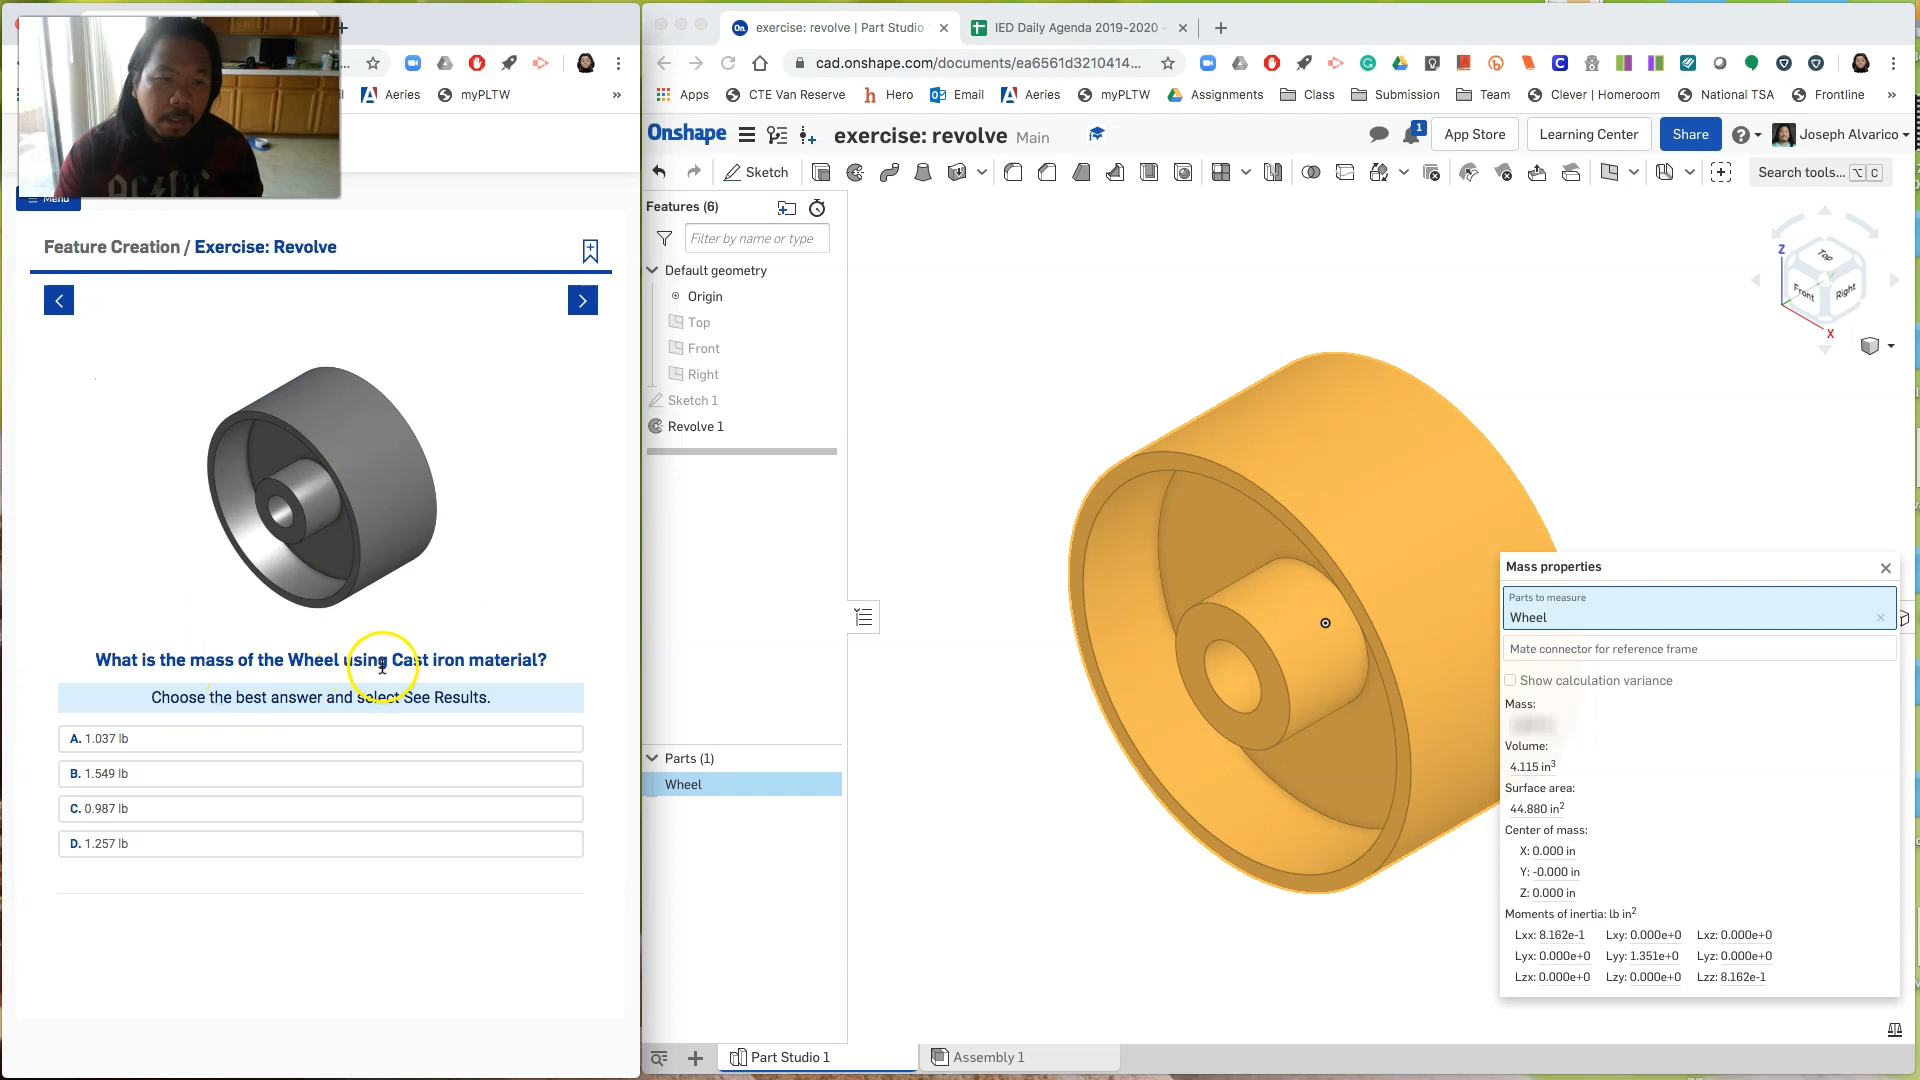 exercise: revolve | Part Studio
IED Daily Agenda 2019-2020 -
cad.onshape.com/documents/ea6561d3210414...
Aeries
myPLTW
»
Apps
CTE Van Reserve
Hero
Email
Aeries
myPLTW
Assignments
Class
Submission
Team
Clever | Homeroom
National TSA
Frontline
»
Menu
Feature Creation / Exercise: Revolve
What is the mass of the Wheel using Cast iron material?
Choose the best answer and select See Results.
A. 1.037 lb
B. 1.549 lb
C. 0.987 lb
D. 1.257 lb
Onshape
exercise: revolve Main
1
App Store
Learning Center
Share
Joseph Alvarico
Sketch
Search tools... ⌥ C
Features (6)
Filter by name or type
Default geometry
Origin
Top
Front
Right
Sketch 1
Revolve 1
Parts (1)
Wheel
Z
Top
Front
Right
X
Mass properties
Parts to measure
Wheel
Mate connector for reference frame
Show calculation variance
Mass:
Volume:
4.115 in³
Surface area:
44.880 in²
Center of mass:
X: 0.000 in
Y: -0.000 in
Z: 0.000 in
Moments of inertia: lb in²
Lxx: 8.162e-1 Lxy: 0.000e+0 Lxz: 0.000e+0
Lyx: 0.000e+0 Lyy: 1.351e+0 Lyz: 0.000e+0
Lzx: 0.000e+0 Lzy: 0.000e+0 Lzz: 8.162e-1
Part Studio 1
Assembly 1